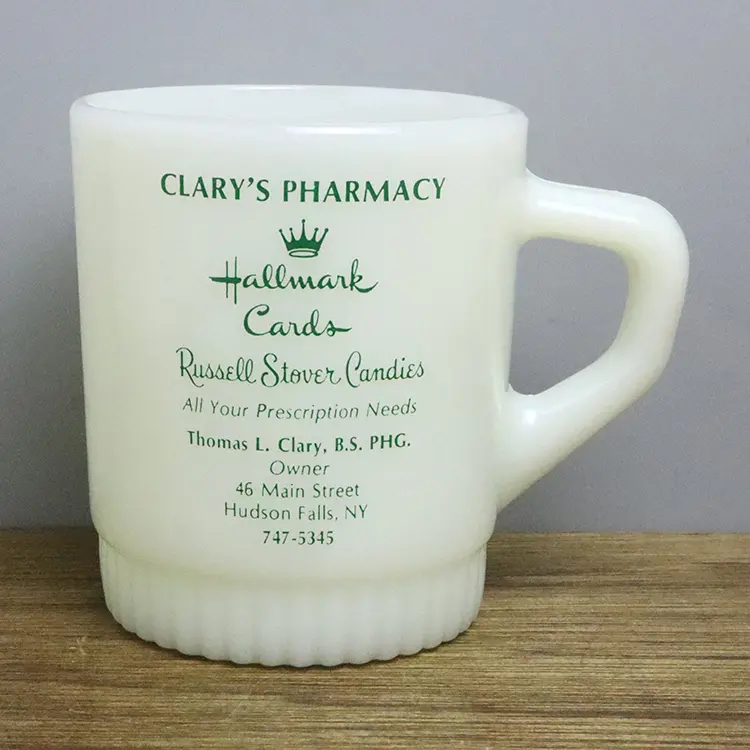 CLARY'S PHARMACY
Hallmark
Cards
Russell Stover Candies
All Your Prescription Needs
Thomas L. Clary, B.S. PHG.
Owner
46 Main Street
Hudson Falls, NY
747-5345